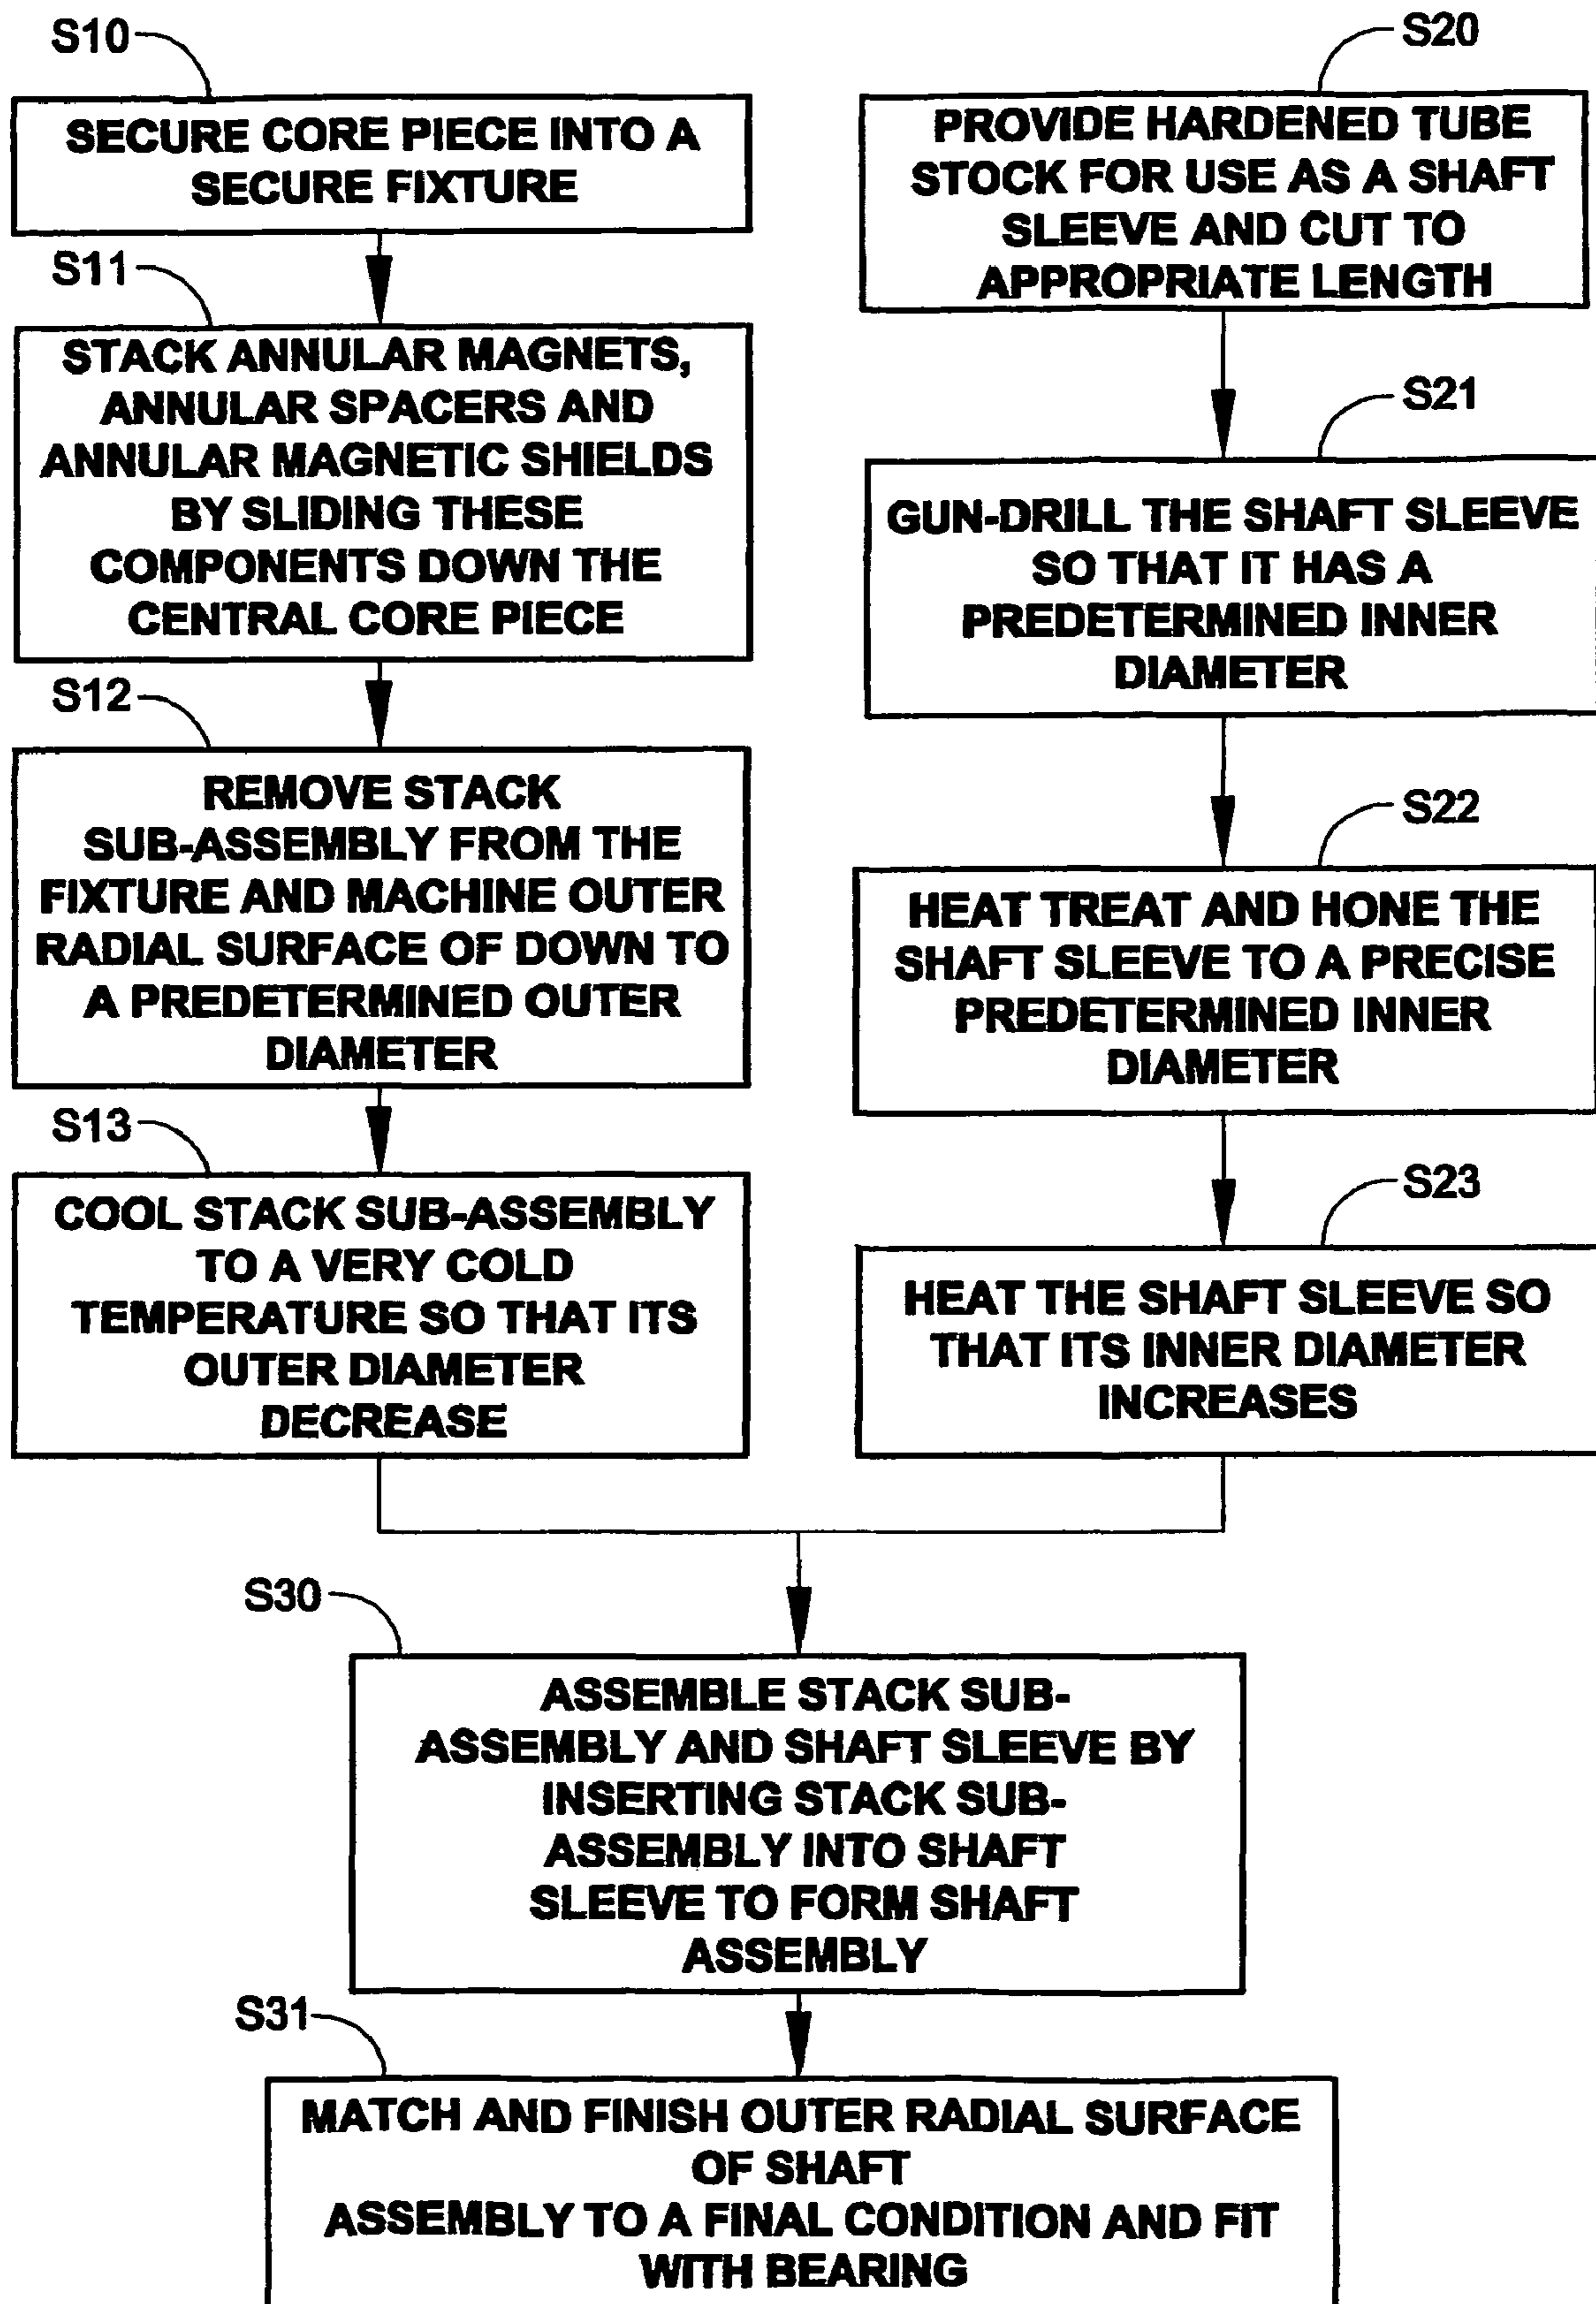 S10
SECURE CORE PIECE INTO A
SECURE FIXTURE
S11
STACK ANNULAR MAGNETS,
ANNULAR SPACERS AND
ANNULAR MAGNETIC SHIELDS
BY SLIDING THESE
COMPONENTS DOWN THE
CENTRAL CORE PIECE
S12
REMOVE STACK
SUB-ASSEMBLY FROM THE
FIXTURE AND MACHINE OUTER
RADIAL SURFACE OF DOWN TO
A PREDETERMINED OUTER
DIAMETER
S13
COOL STACK SUB-ASSEMBLY
TO A VERY COLD
TEMPERATURE SO THAT ITS
OUTER DIAMETER
DECREASE
S20
PROVIDE HARDENED TUBE
STOCK FOR USE AS A SHAFT
SLEEVE AND CUT TO
APPROPRIATE LENGTH
S21
GUN-DRILL THE SHAFT SLEEVE
SO THAT IT HAS A
PREDETERMINED INNER
DIAMETER
S22
HEAT TREAT AND HONE THE
SHAFT SLEEVE TO A PRECISE
PREDETERMINED INNER
DIAMETER
S23
HEAT THE SHAFT SLEEVE SO
THAT ITS INNER DIAMETER
INCREASES
S30
ASSEMBLE STACK SUB-
ASSEMBLY AND SHAFT SLEEVE BY
INSERTING STACK SUB-
ASSEMBLY INTO SHAFT
SLEEVE TO FORM SHAFT
ASSEMBLY
S31
MATCH AND FINISH OUTER RADIAL SURFACE
OF SHAFT
ASSEMBLY TO A FINAL CONDITION AND FIT
WITH BEARING